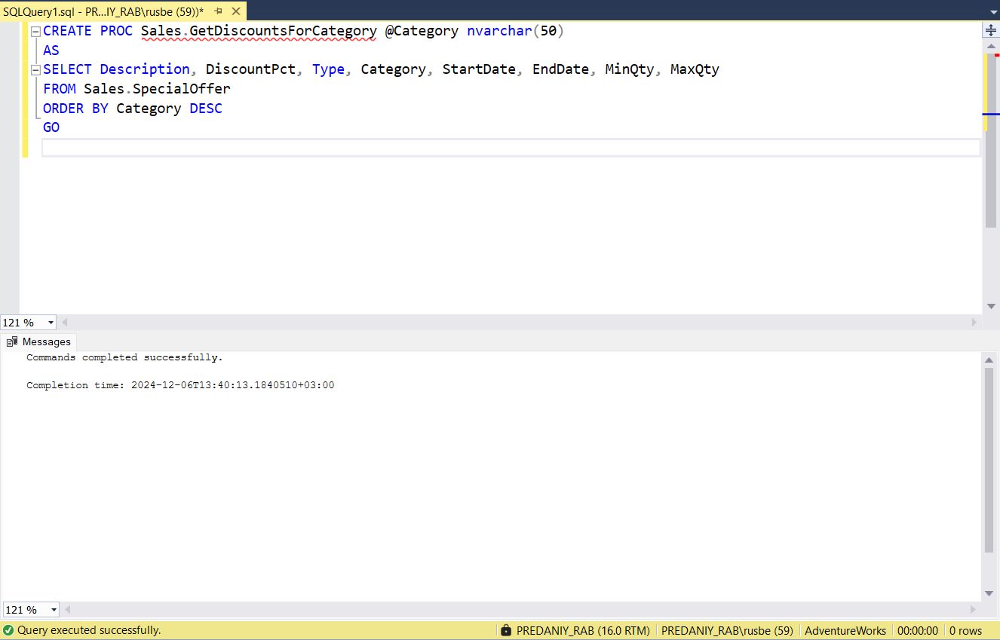 SQLQuery1.sql - PR...IY_RAB\rusbe (59))*
CREATE PROC Sales.GetDiscountsForCategory @Category nvarchar(50)
AS
SELECT Description, DiscountPct, Type, Category, StartDate, EndDate, MinQty, MaxQty
FROM Sales.SpecialOffer
ORDER BY Category DESC
GO
121 %
Messages
Commands completed successfully.
Completion time: 2024-12-06T13:40:13.1840510+03:00
121 %
Query executed successfully. PREDANIY_RAB (16.0 RTM) PREDANIY_RAB\rusbe (59) AdventureWorks 00:00:00 0 rows